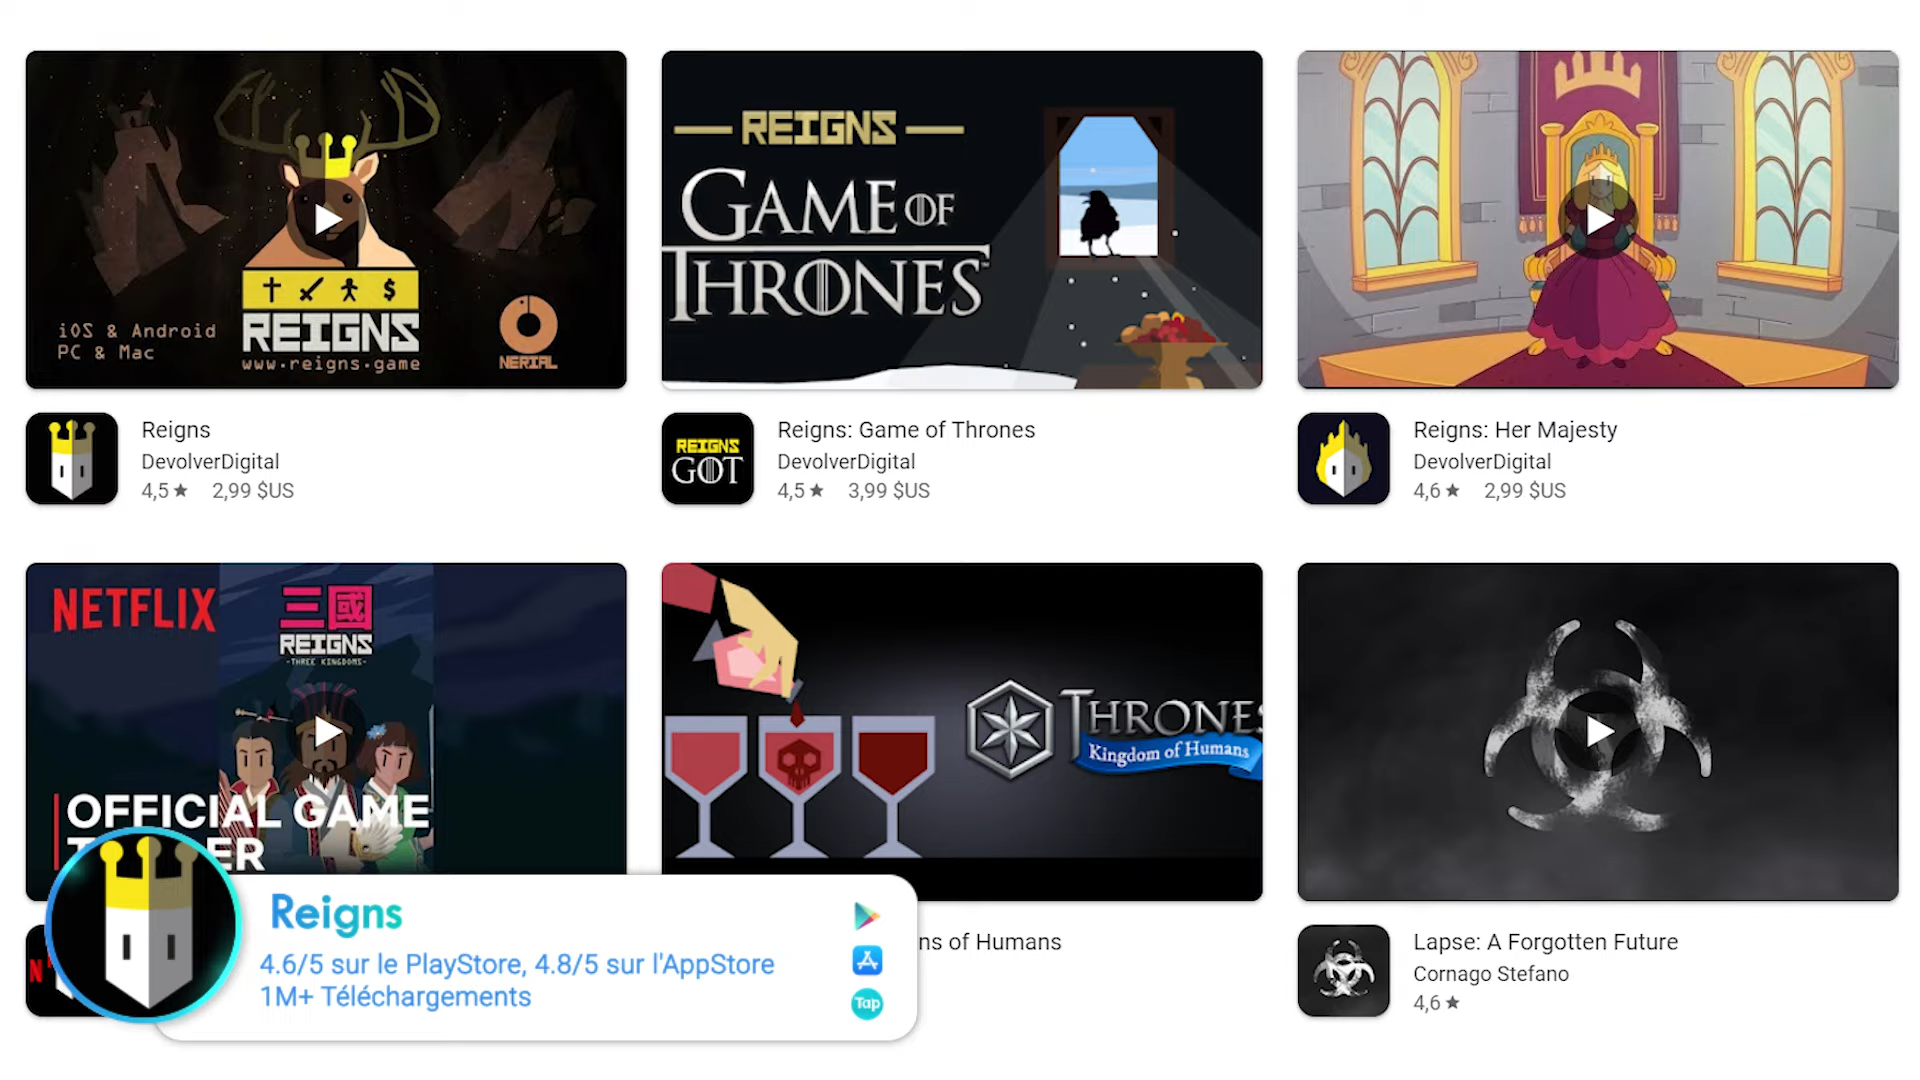 iOS & Android
PC & Mac
REIGNS
www.reigns.game
NERIAL
Reigns
DevolverDigital
4,5★ 2,99 $US
REIGNS
GAME OF
THRONES™
REIGNS
GOT
Reigns: Game of Thrones
DevolverDigital
4,5★ 3,99 $US
Reigns: Her Majesty
DevolverDigital
4,6★ 2,99 $US
NETFLIX
三國
REIGNS
-THREE KINGDOMS-
OFFICIAL GAME
N
Reigns
4.6/5 sur le PlayStore, 4.8/5 sur l'AppStore
1M+ Téléchargements
Tap
THRONES
Kingdom of Humans
of Humans
Lapse: A Forgotten Future
Cornago Stefano
4,6★